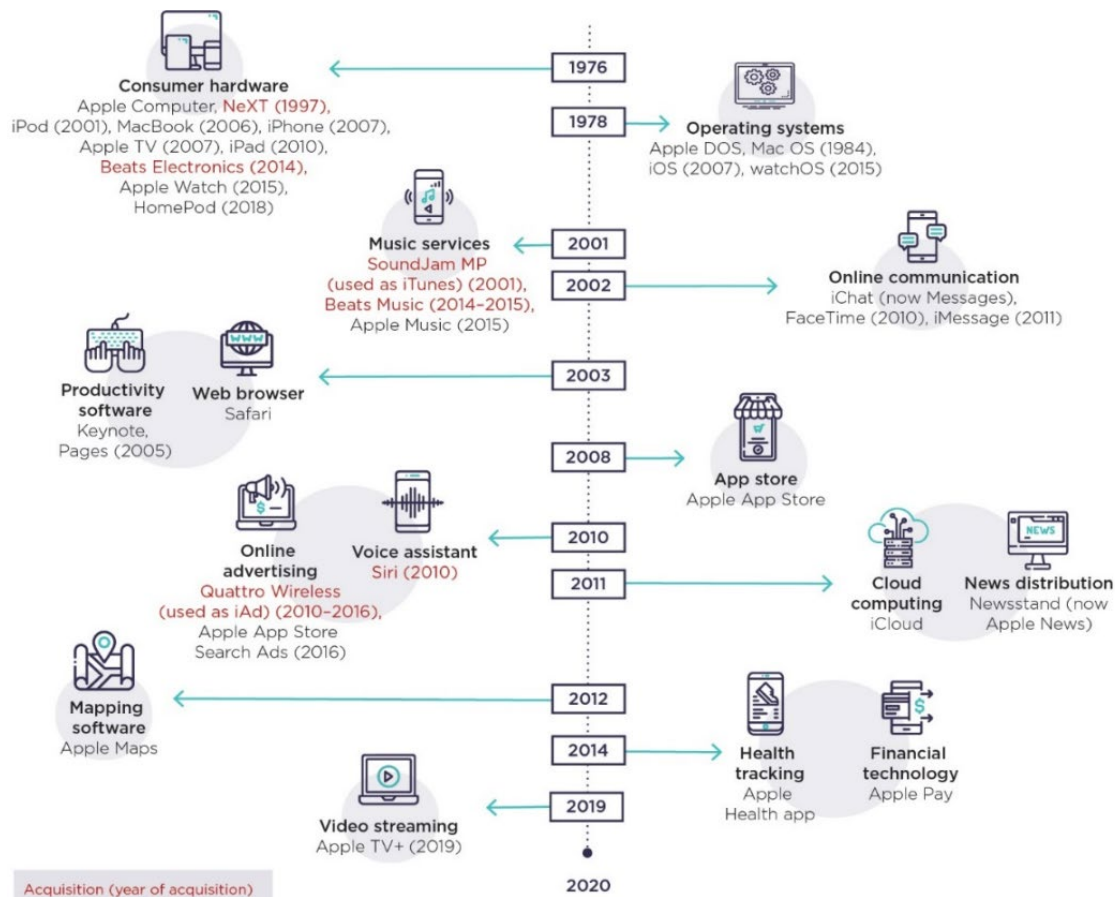 1976
Consumer hardware
Apple Computer, NeXT (1997),
iPod (2001), MacBook (2006), iPhone (2007),
Apple TV (2007), iPad (2010),
Beats Electronics (2014),
Apple Watch (2015),
HomePod (2018)
1978
Operating systems
Apple DOS, Mac OS (1984),
iOS (2007), watchOS (2015)
2001
Music services
SoundJam MP
(used as iTunes) (2001),
Beats Music (2014–2015),
Apple Music (2015)
2002
Online communication
iChat (now Messages),
FaceTime (2010), iMessage (2011)
2003
Productivity
software
Keynote,
Pages (2005)
WWW
Web browser
Safari
2008
App store
Apple App Store
2010
$
Online
advertising
Quattro Wireless
(used as iAd) (2010–2016),
Apple App Store
Search Ads (2016)
Voice assistant
Siri (2010)
2011
Cloud
computing
iCloud
NEWS
News distribution
Newsstand (now
Apple News)
2012
Mapping
software
Apple Maps
2014
Health
tracking
Apple
Health app
$
Financial
technology
Apple Pay
2019
Video streaming
Apple TV+ (2019)
2020
Acquisition (year of acquisition)